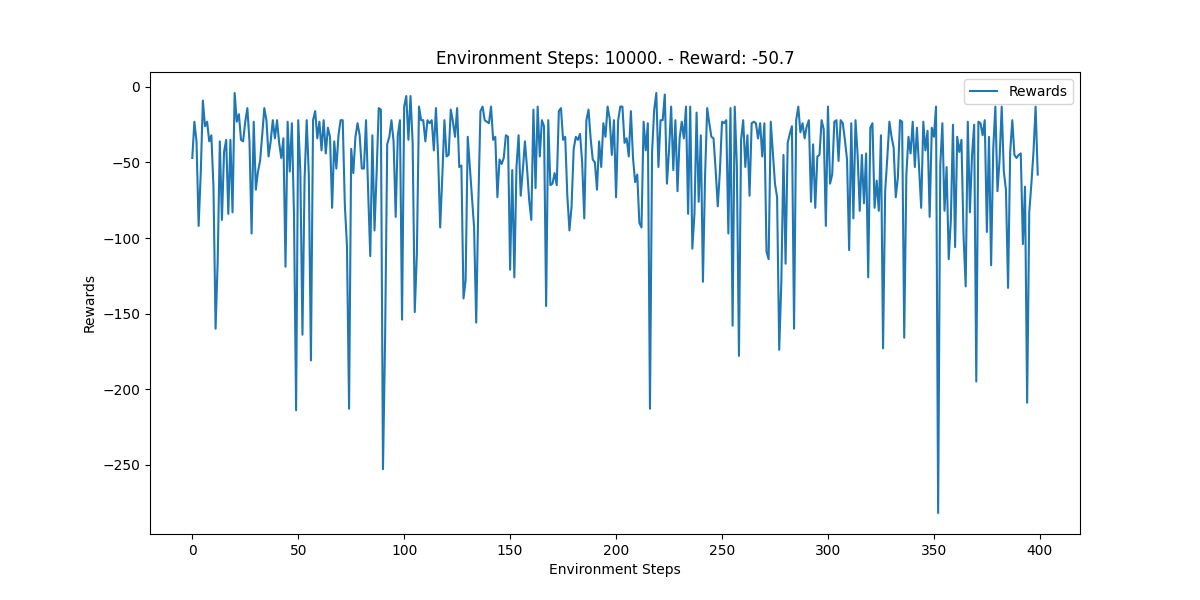 Environment Steps: 10000. - Reward: -50.7
Rewards
0
−50
−100
−150
−200
−250
Rewards
0 50 100 150 200 250 300 350 400
Environment Steps